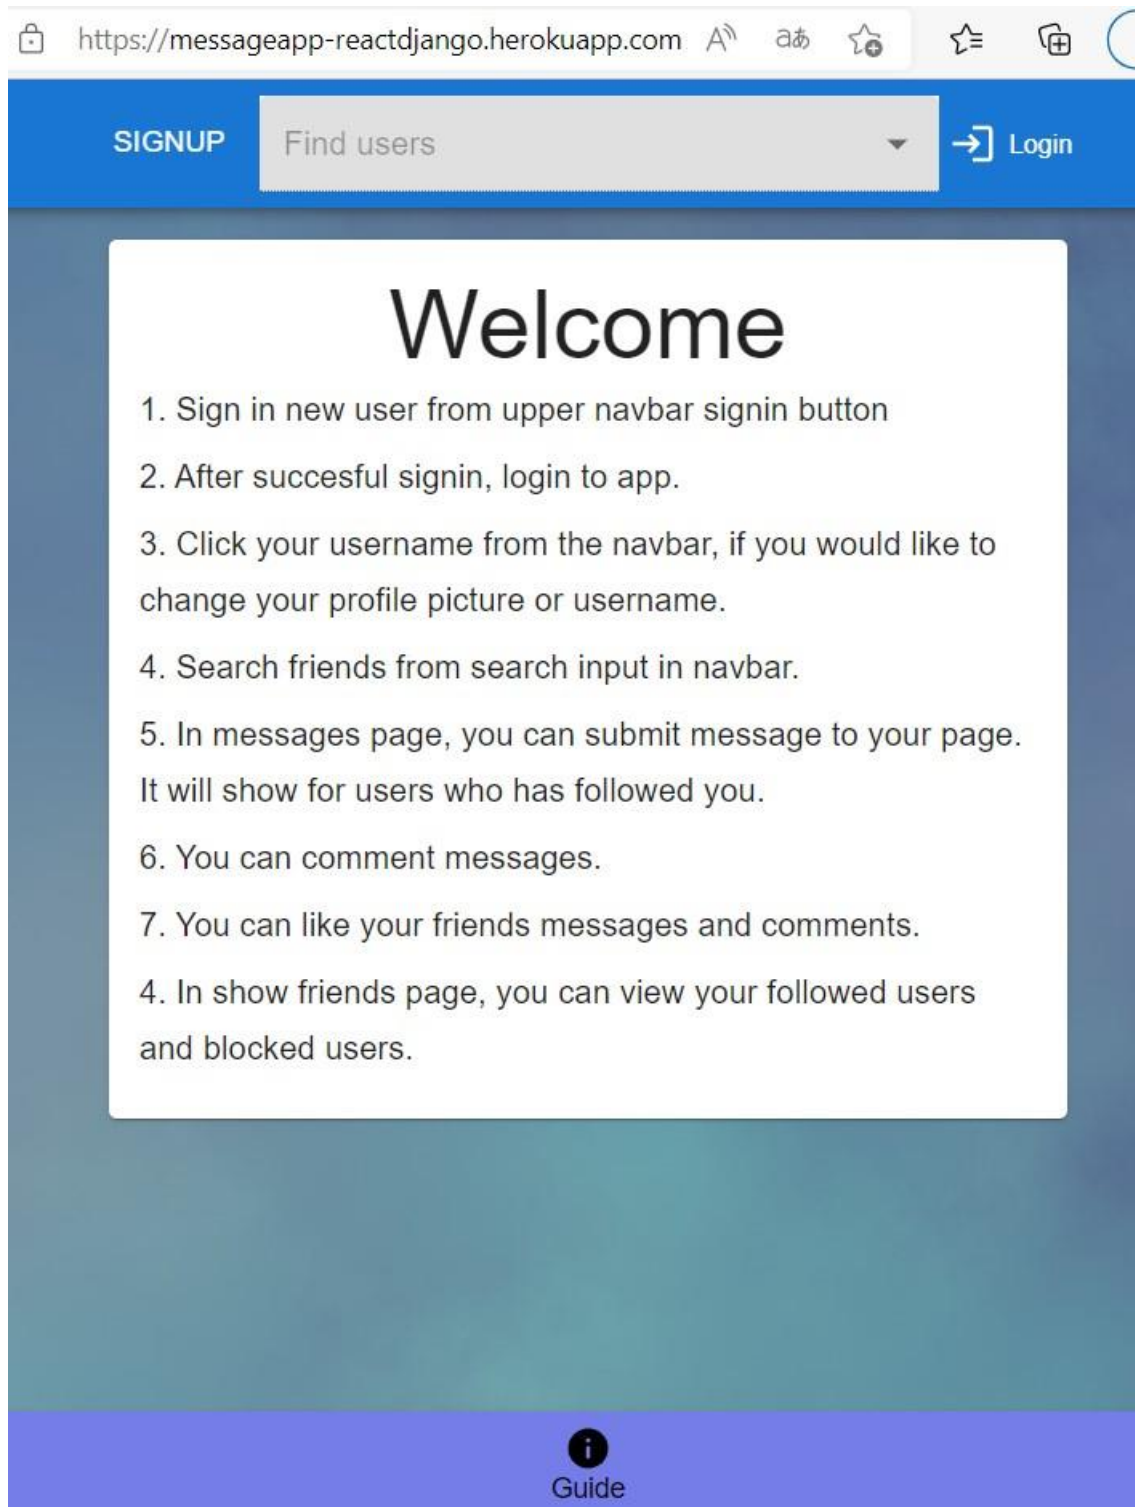 https://messageapp-reactdjango.herokuapp.com A aあ
SIGNUP Find users Login
Welcome
1. Sign in new user from upper navbar signin button
2. After succesful signin, login to app.
3. Click your username from the navbar, if you would like to
change your profile picture or username.
4. Search friends from search input in navbar.
5. In messages page, you can submit message to your page.
It will show for users who has followed you.
6. You can comment messages.
7. You can like your friends messages and comments.
4. In show friends page, you can view your followed users
and blocked users.
Guide